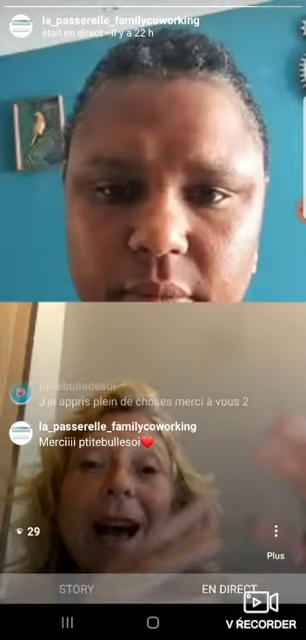 la_passerelle_familycoworking
était en direct • il y a 22 h
ptitebulledesoi
J'ai appris plein de choses merci à vous 2
la_passerelle_familycoworking
Merciiii ptitebullesoi❤️
29
Plus
STORY
EN DIRECT
V RECORDER